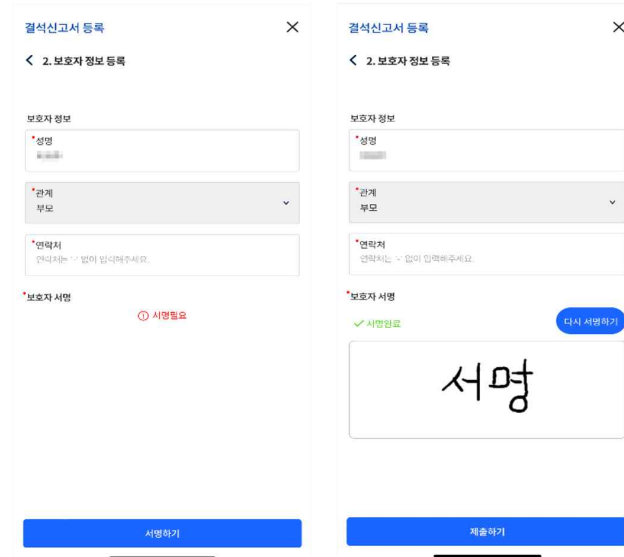 결석신고서 등록
2. 보호자 정보 등록
보호자 정보
*성명
*관계
부모
*연락처
연락처는 '-' 없이 입력해주세요.
*보호자 서명
서명필요
서명하기
결석신고서 등록
2. 보호자 정보 등록
보호자 정보
*성명
*관계
부모
*연락처
연락처는 '-' 없이 입력해주세요.
*보호자 서명
서명완료
다시 서명하기
서명
제출하기